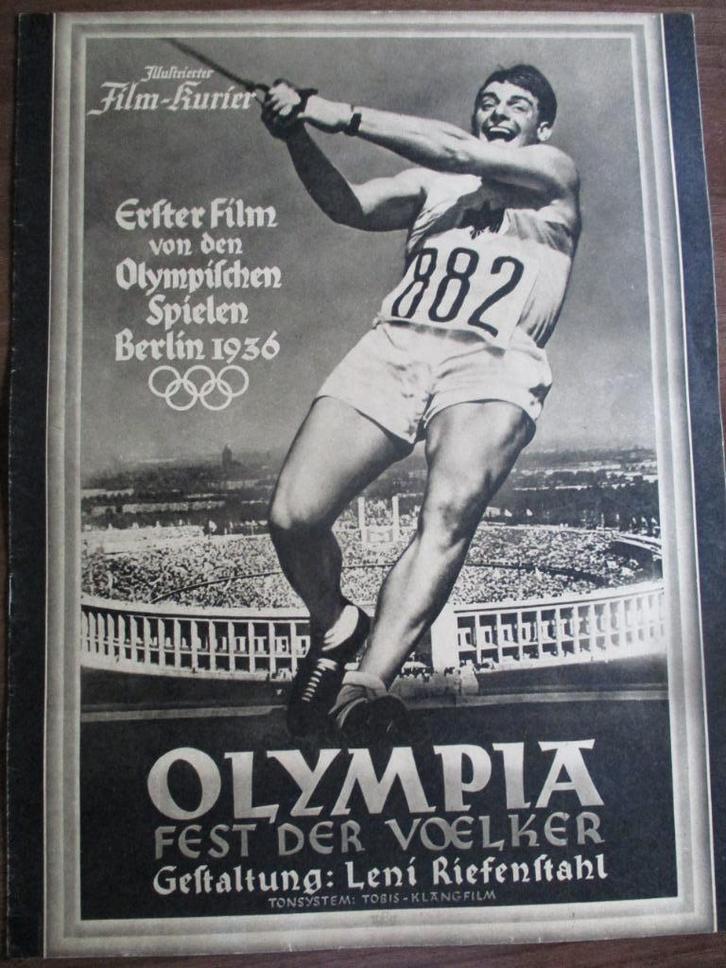 Illustrierter
Film-Kurier
Erſter Film
von den
Olympiſchen
Spielen
Berlin 1936
882
OLYMPIA
FEST DER VOELKER
Geſtaltung: Leni Riefenſtahl
TONSYSTEM: TOBIS-KLANGFILM